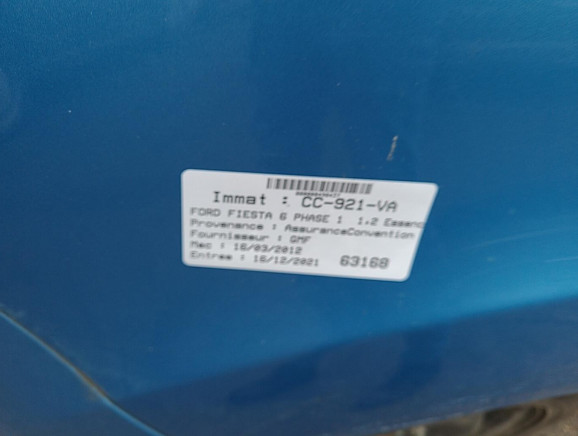 Immat : CC-921-VA
FORD FIESTA 6 PHASE 1 1.2 Essenc
Provenance : AssuranceConvention
Fournisseur : GMF
Mec : 16/03/2012
Entree : 16/12/2021 63168